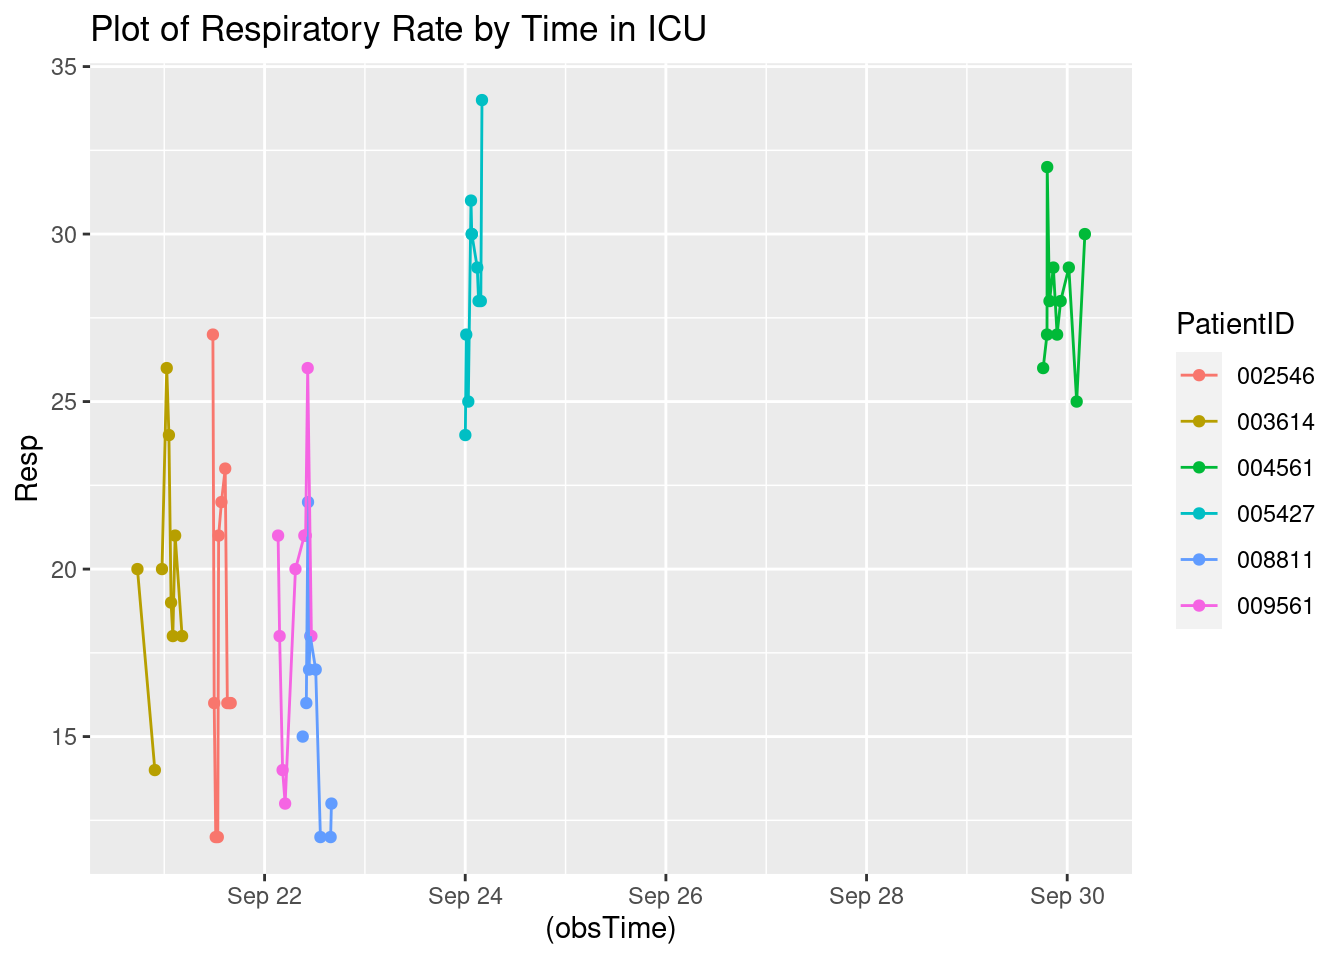 Plot of Respiratory Rate by Time in ICU
35
30
25
20
15
Resp
Sep 22
Sep 24
Sep 26
Sep 28
Sep 30
(obsTime)
PatientID
002546
003614
004561
005427
008811
009561